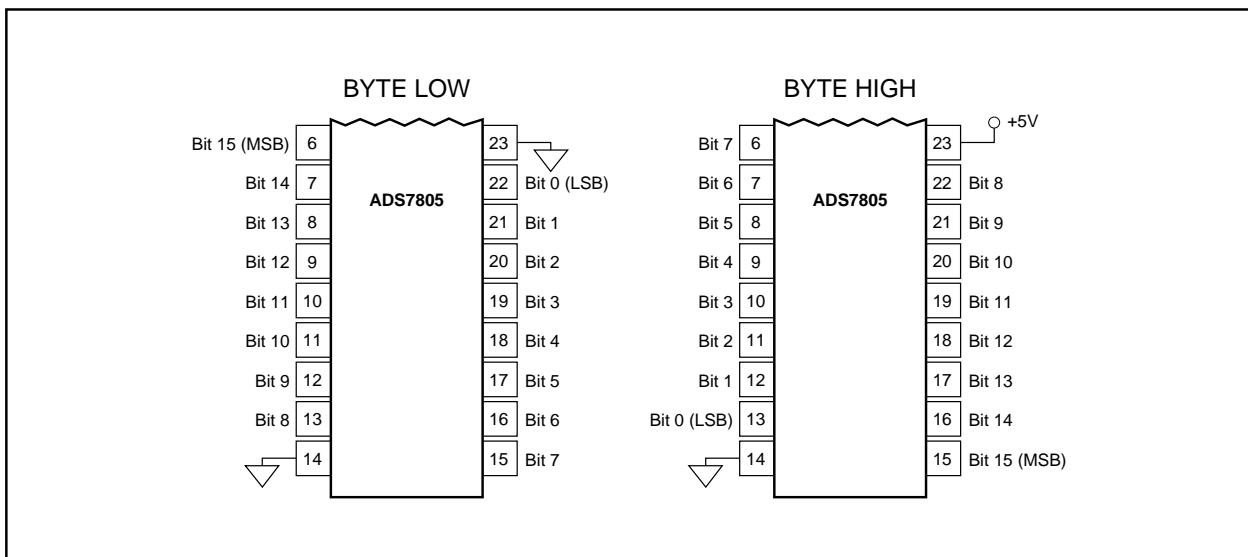 BYTE LOW
BYTE HIGH
+5V
Bit 15 (MSB) 6 23 Bit 7 6 23
Bit 14 7 ADS7805 22 Bit 0 (LSB) Bit 6 7 ADS7805 22 Bit 8
Bit 13 8 21 Bit 1 Bit 5 8 21 Bit 9
Bit 12 9 20 Bit 2 Bit 4 9 20 Bit 10
Bit 11 10 19 Bit 3 Bit 3 10 19 Bit 11
Bit 10 11 18 Bit 4 Bit 2 11 18 Bit 12
Bit 9 12 17 Bit 5 Bit 1 12 17 Bit 13
Bit 8 13 16 Bit 6 Bit 0 (LSB) 13 16 Bit 14
14 15 Bit 7 14 15 Bit 15 (MSB)